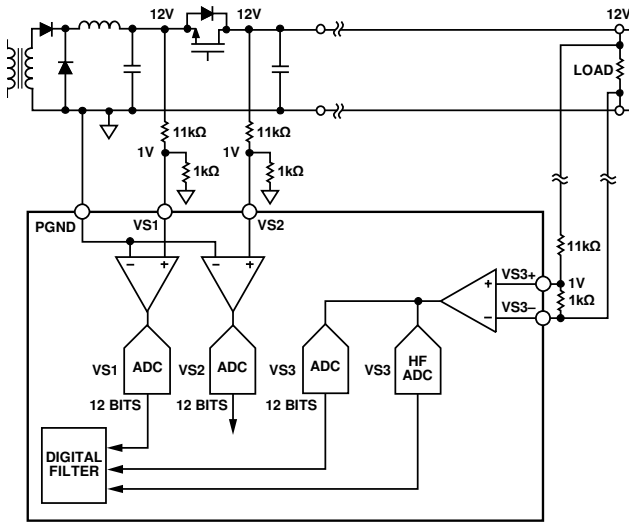 12V 12V 12V
LOAD
11kΩ 11kΩ
1V 1kΩ 1V 1kΩ
PGND VS1 VS2
11kΩ
VS3+ 1V
1kΩ
VS3–
– + – +
+
–
VS1 ADC VS2 ADC VS3 ADC VS3 HF
ADC
12 BITS 12 BITS 12 BITS
DIGITAL
FILTER